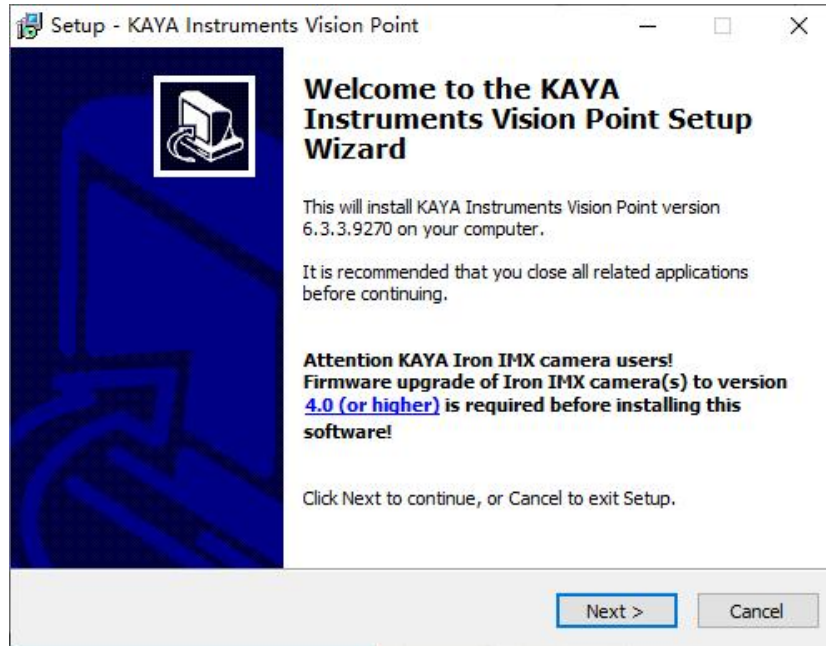 Setup - KAYA Instruments Vision Point
Welcome to the KAYA
Instruments Vision Point Setup
Wizard
This will install KAYA Instruments Vision Point version
6.3.3.9270 on your computer.
It is recommended that you close all related applications
before continuing.
Attention KAYA Iron IMX camera users!
Firmware upgrade of Iron IMX camera(s) to version
4.0 (or higher) is required before installing this
software!
Click Next to continue, or Cancel to exit Setup.
Next >
Cancel